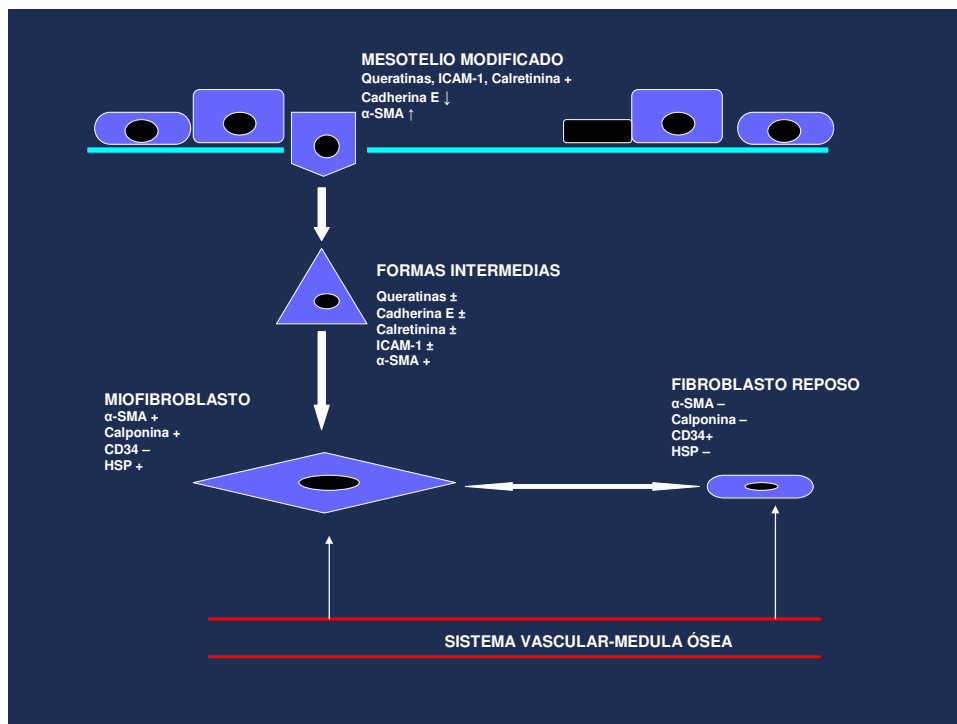 MESOTELIO MODIFICADO
Queratinas, ICAM-1, Calretinina +
Cadherina E ↓
α-SMA ↑
FORMAS INTERMEDIAS
Queratinas ±
Cadherina E ±
Calretinina ±
ICAM-1 ±
α-SMA +
MIOFIBROBLASTO
α-SMA +
Calponina +
CD34 –
HSP +
FIBROBLASTO REPOSO
α-SMA –
Calponina –
CD34+
HSP –
SISTEMA VASCULAR-MEDULA ÓSEA